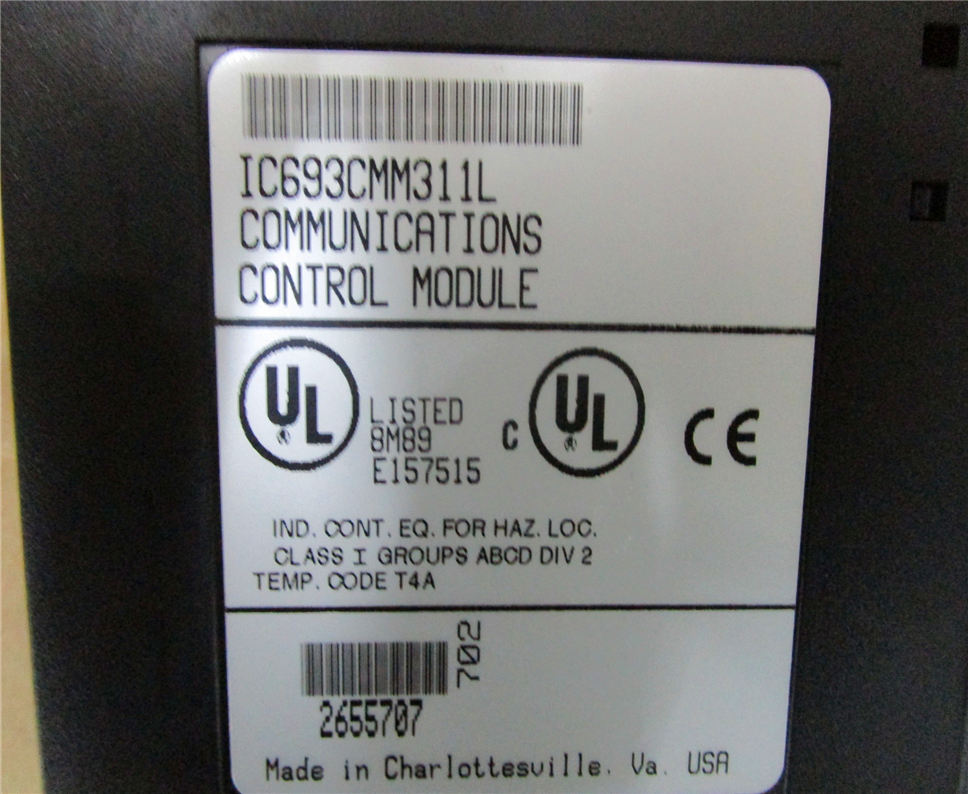 IC693CMM311L
COMMUNICATIONS
CONTROL MODULE
UL
LISTED
8M89
E157515
C UL
CE
IND. CONT. EQ. FOR HAZ. LOC.
CLASS I GROUPS ABCD DIV 2
TEMP. CODE T4A
702
2655707
Made in Charlottesville. Va. USA